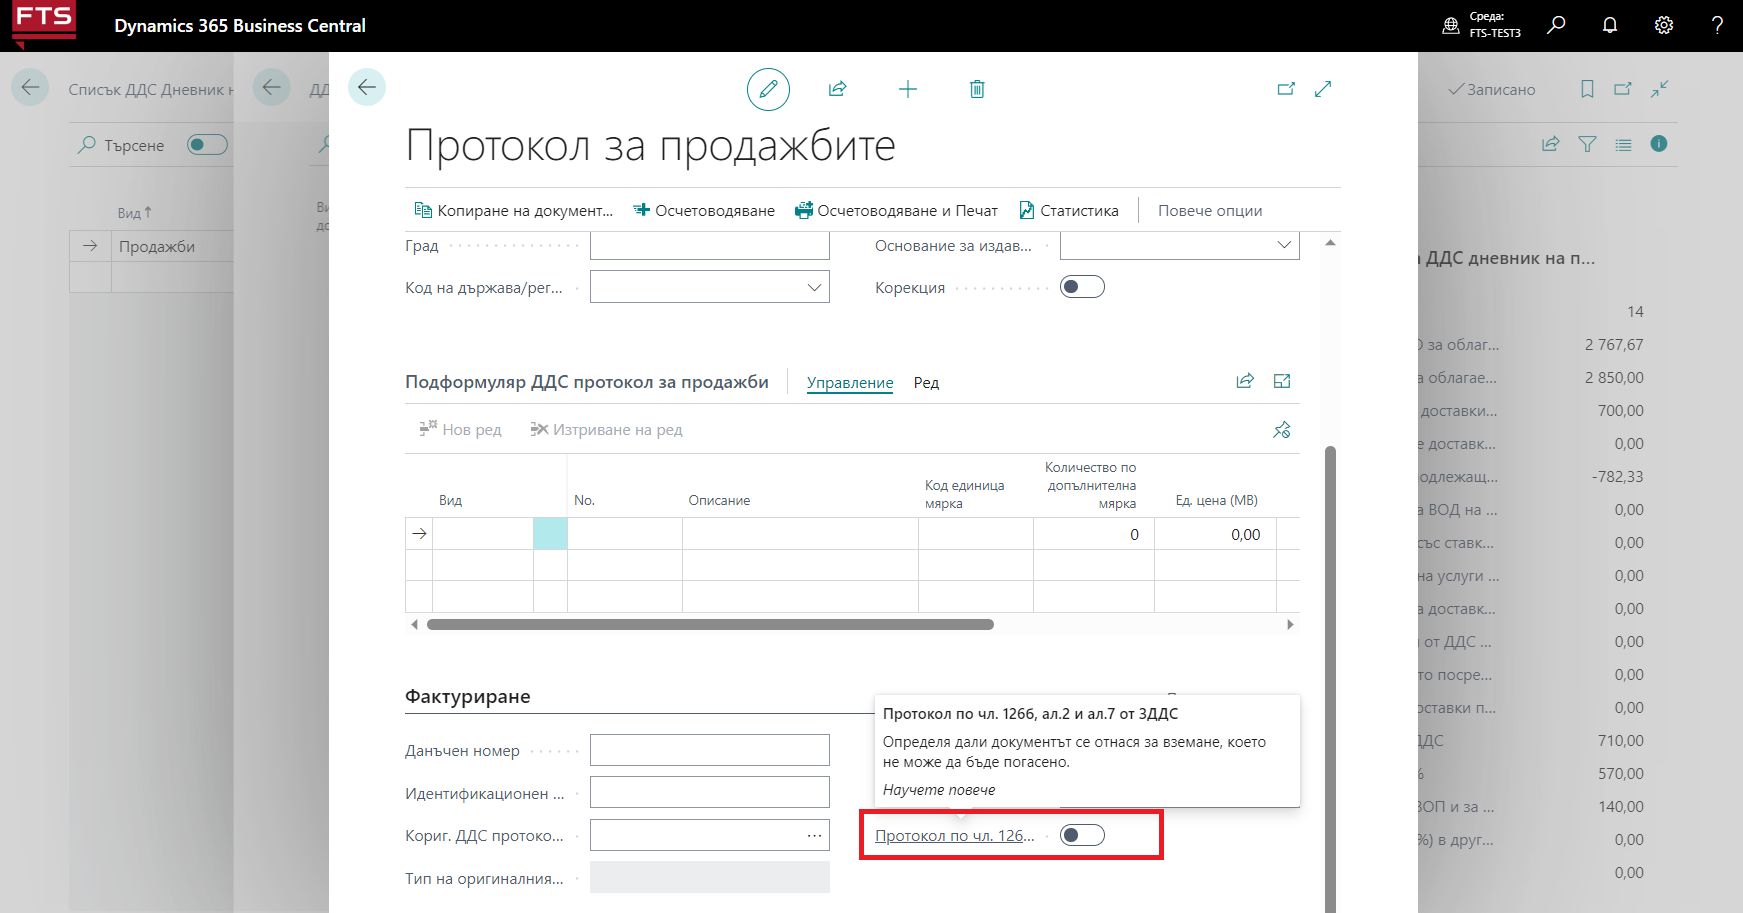 FTS
Dynamics 365 Business Central
Среда:
FTS-TEST3
?
Списък ДДС Дневник н
Търсене
Вид ↑
Продажби
ДД
Ви
до
Протокол за продажбите
Копиране на документ...
Осчетоводяване
Осчетоводяване и Печат
Статистика
Повече опции
Град
Основание за издав...
Код на държава/рег...
Корекция
Подформуляр ДДС протокол за продажби
Управление
Ред
Нов ред
Изтриване на ред
Вид
No.
Описание
Код единица
мярка
Количество по
допълнителна
мярка
Ед. цена (МВ)
0
0,00
Фактуриране
Данъчен номер
Идентификационен ...
Кориг. ДДС протоко...
...
Тип на оригиналния...
Протокол по чл. 126б, ал.2 и ал.7 от ЗДДС
Определя дали документът се отнася за вземане, което
не може да бъде погасено.
Научете повече
Протокол по чл. 126...
Записано
ДДС дневник на п...
14
за облаг... 2 767,67
облагае... 2 850,00
доставки... 700,00
доставк... 0,00
одлежащ... -782,33
ВОД на ... 0,00
със ставк... 0,00
на услуги ... 0,00
доставк... 0,00
от ДДС ... 0,00
то посре... 0,00
оставки п... 0,00
ДДС 710,00
% 570,00
ВОП и за ... 140,00
%) в друг... 0,00
0,00